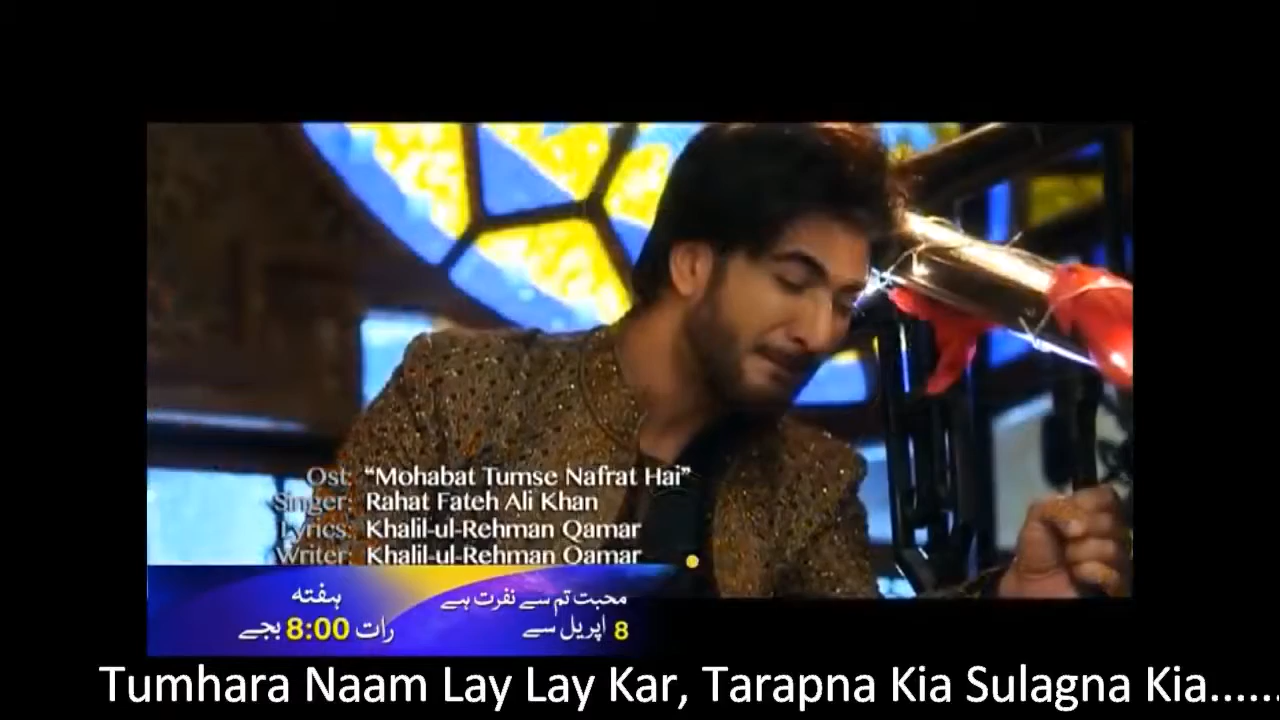 Ost: “Mohabat Tumse Nafrat Hai”
Singer: Rahat Fateh Ali Khan
Lyrics: Khalil-ul-Rehman Qamar
Writer: Khalil-ul-Rehman Qamar
محبت تم سے نفرت ہے
8 اپریل سے
ہفتہ
رات 8:00 بجے
Tumhara Naam Lay Lay Kar, Tarapna Kia Sulagna Kia......